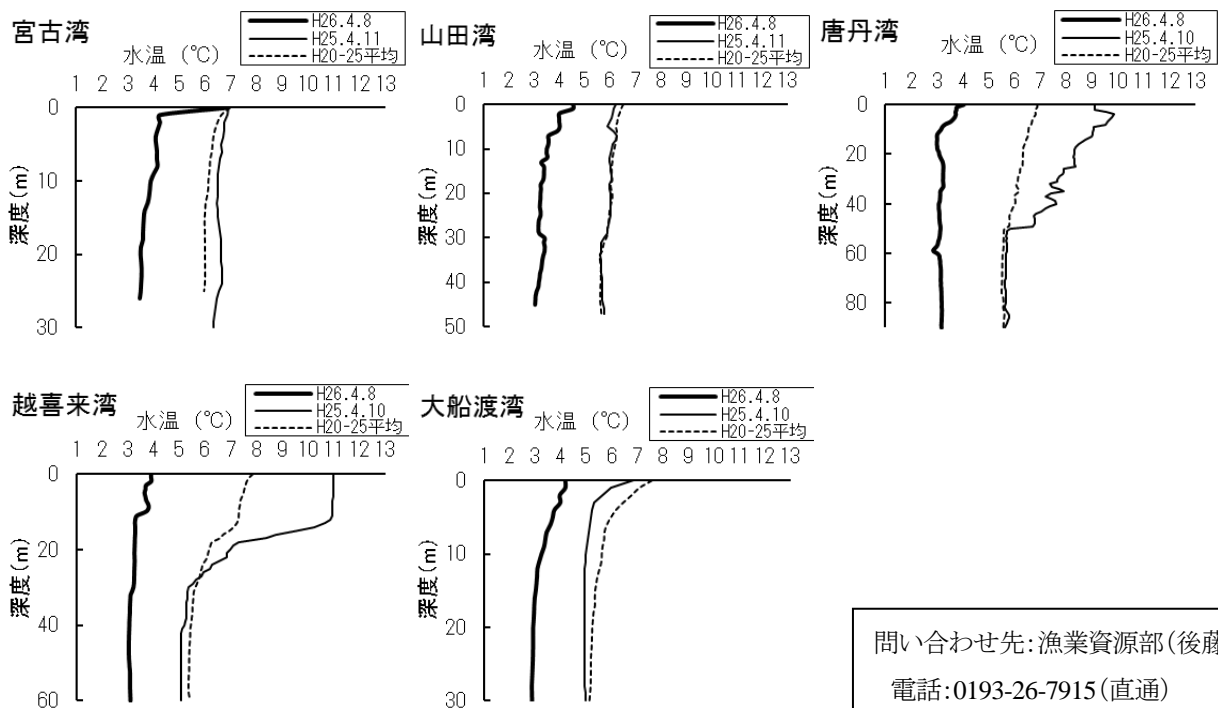 宮古湾
水温 (℃)
H26.4.8
H25.4.11
H20-25平均
1 2 3 4 5 6 7 8 9 10 11 12 13
0
10
20
30
深度(m)
山田湾
水温 (℃)
H26.4.8
H25.4.11
H20-25平均
1 2 3 4 5 6 7 8 9 10 11 12 13
0
10
20
30
40
50
深度(m)
唐丹湾
水温 (℃)
H26.4.8
H25.4.10
H20-25平均
1 2 3 4 5 6 7 8 9 10 11 12 13
0
20
40
60
80
深度(m)
越喜来湾
水温 (℃)
H26.4.8
H25.4.10
H20-25平均
1 2 3 4 5 6 7 8 9 10 11 12 13
0
20
40
60
深度(m)
大船渡湾
水温 (℃)
H26.4.8
H25.4.10
H20-25平均
1 2 3 4 5 6 7 8 9 10 11 12 13
0
10
20
30
深度(m)
問い合わせ先:漁業資源部(後藤
電話:0193-26-7915(直通)